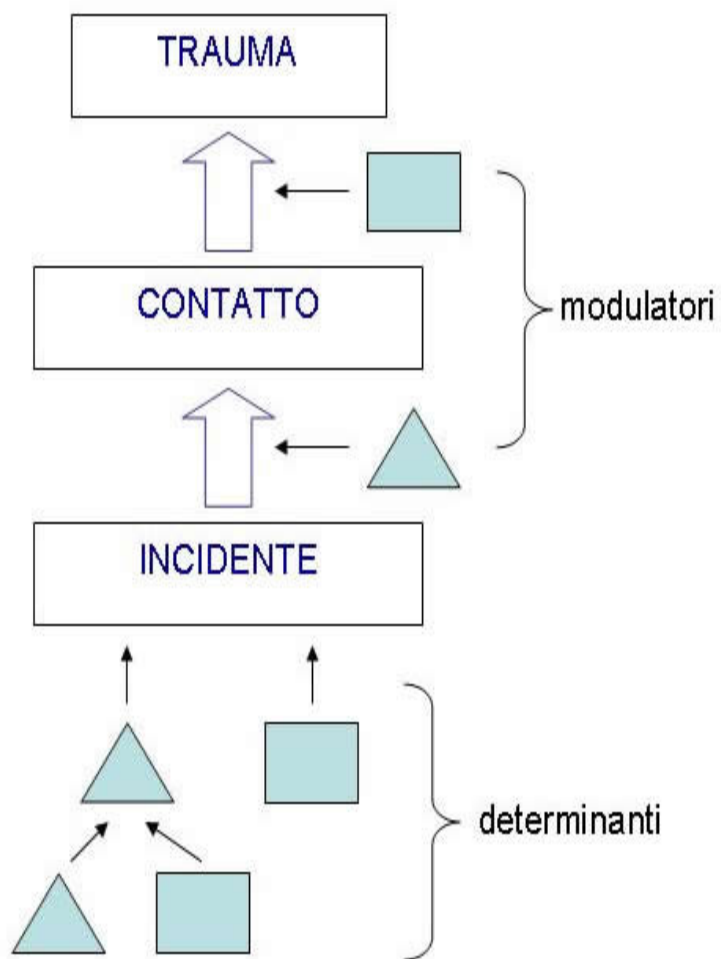 TRAUMA
CONTATTO
modulatori
INCIDENTE
determinanti